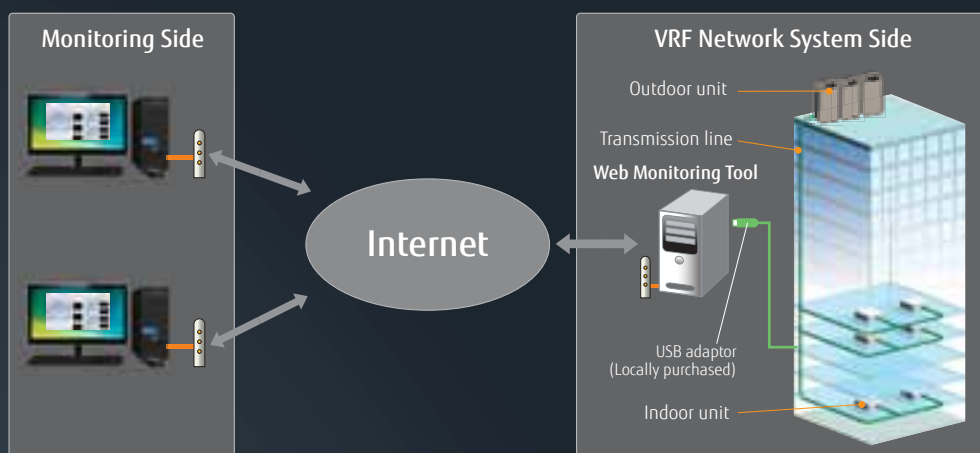 Monitoring Side
VRF Network System Side
Outdoor unit
Transmission line
Web Monitoring Tool
Internet
USB adaptor
(Locally purchased)
Indoor unit